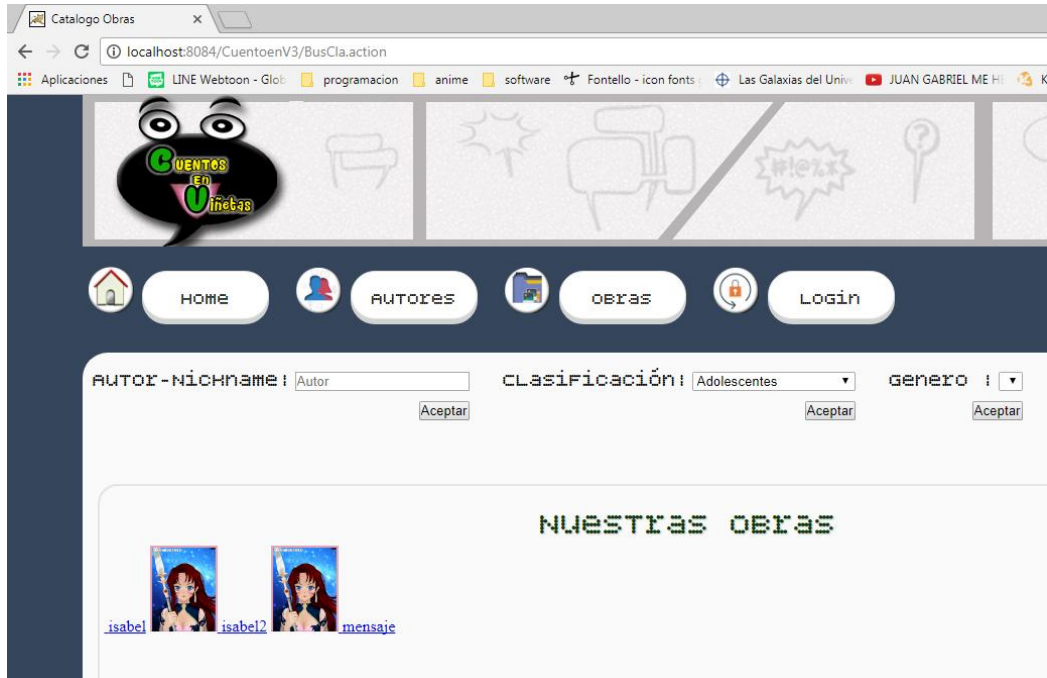 Catalogo Obras
localhost:8084/CuentoenV3/BusCla.action
Aplicaciones LINE Webtoon - Glob programacion anime software Fontello - icon fonts Las Galaxias del Univ JUAN GABRIEL ME H K
CUENTOS
EN
Viñetas
#!@%*
?
Home Autores Obras Login
Autor-Nickname: Autor Clasificación: Adolescentes Genero :
Aceptar Aceptar Aceptar
Nuestras Obras
isabel isabel2 mensaje